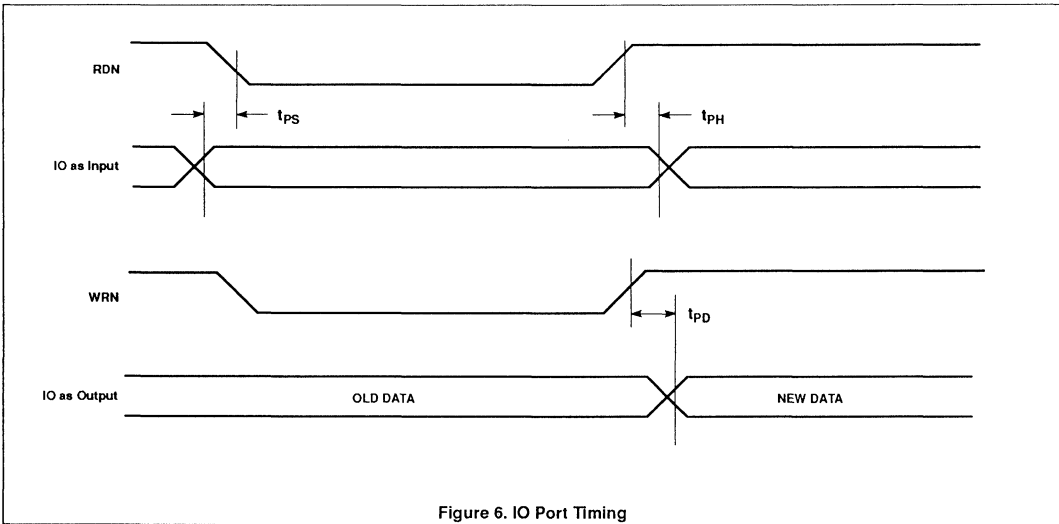 RDN
tPS
tPH
IO as Input
WRN
tPD
IO as Output
OLD DATA
NEW DATA
Figure 6. IO Port Timing